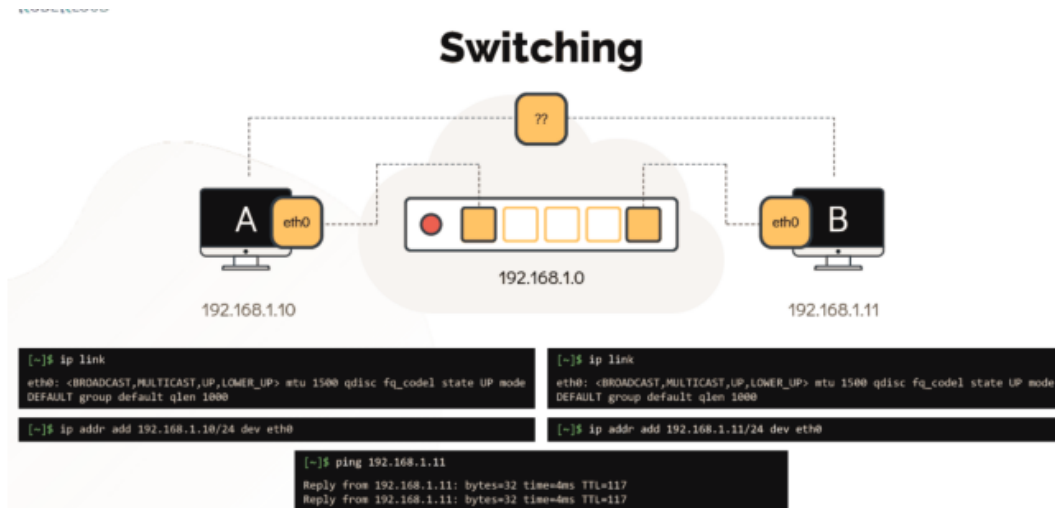 Switching
??
A
eth0
eth0
B
192.168.1.0
192.168.1.10
192.168.1.11
[~]$ ip link
eth0: <BROADCAST,MULTICAST,UP,LOWER_UP> mtu 1500 qdisc fq_codel state UP mode
DEFAULT group default qlen 1000
[~]$ ip link
eth0: <BROADCAST,MULTICAST,UP,LOWER_UP> mtu 1500 qdisc fq_codel state UP mode
DEFAULT group default qlen 1000
[~]$ ip addr add 192.168.1.10/24 dev eth0
[~]$ ip addr add 192.168.1.11/24 dev eth0
[~]$ ping 192.168.1.11
Reply from 192.168.1.11: bytes=32 time=4ms TTL=117
Reply from 192.168.1.11: bytes=32 time=4ms TTL=117